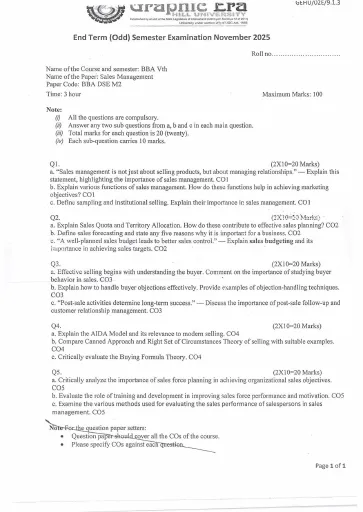 GEHU/02E/9.1.3
Graphic Era
HILL UNIVERSITY
End Term (Odd) Semester Examination November 2025
Roll no..............................
Name of the Course and semester: BBA Vth
Name of the Paper: Sales Management
Paper Code: BBA DSE M2
Time: 3 hour Maximum Marks: 100
Note:
(i) All the questions are compulsory.
(ii) Answer any two sub questions from a, b and c in each main question.
(iii) Total marks for each question is 20 (twenty).
(iv) Each sub-question carries 10 marks.
Q1. (2X10=20 Marks)
a. "Sales management is not just about selling products, but about managing relationships." — Explain this
statement, highlighting the importance of sales management. CO1
b. Explain various functions of sales management. How do these functions help in achieving marketing
objectives? CO1
c. Define sampling and institutional selling. Explain their importance in sales management. CO1
Q2. (2X10=20 Marks)
a. Explain Sales Quota and Territory Allocation. How do these contribute to effective sales planning? CO2
b. Define sales forecasting and state any five reasons why it is important for a business. CO2
c. "A well-planned sales budget leads to better sales control." — Explain sales budgeting and its
importance in achieving sales targets. CO2
Q3. (2X10=20 Marks)
a. Effective selling begins with understanding the buyer. Comment on the importance of studying buyer
behavior in sales. CO3
b. Explain how to handle buyer objections effectively. Provide examples of objection-handling techniques.
CO3
c. "Post-sale activities determine long-term success." — Discuss the importance of post-sale follow-up and
customer relationship management. CO3
Q4. (2X10=20 Marks)
a. Explain the AIDA Model and its relevance to modern selling. CO4
b. Compare Canned Approach and Right Set of Circumstances Theory of selling with suitable examples.
CO4
c. Critically evaluate the Buying Formula Theory. CO4
Q5. (2X10=20 Marks)
a. Critically analyze the importance of sales force planning in achieving organizational sales objectives.
CO5
b. Evaluate the role of training and development in improving sales force performance and motivation. CO5
c. Examine the various methods used for evaluating the sales performance of salespersons in sales
management. CO5
Note For the question paper setters:
• Question paper should cover all the COs of the course.
• Please specify COs against each question.
Page 1 of 1